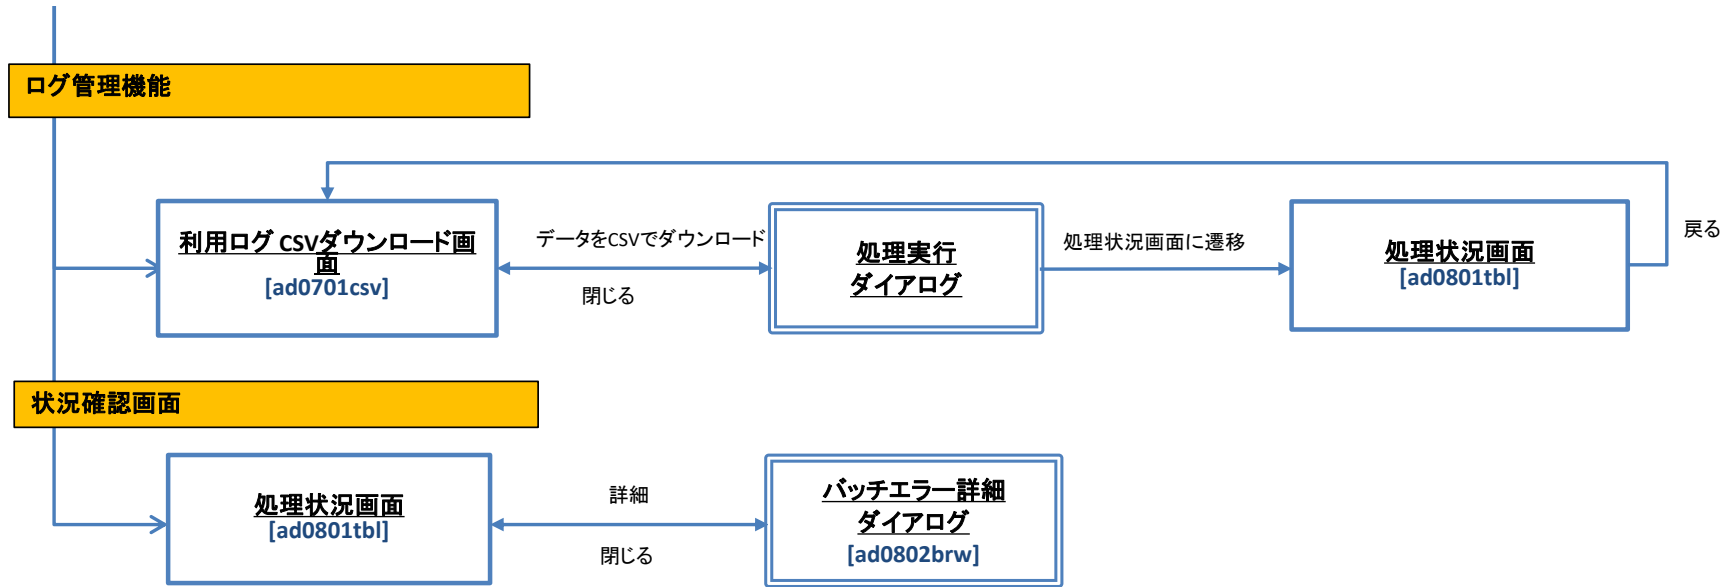 ログ管理機能
利用ログ CSVダウンロード画
面
[ad0701csv]
データをCSVでダウンロード
閉じる
処理実行
ダイアログ
処理状況画面に遷移
処理状況画面
[ad0801tbl]
戻る
状況確認画面
処理状況画面
[ad0801tbl]
詳細
閉じる
バッチエラー詳細
ダイアログ
[ad0802brw]